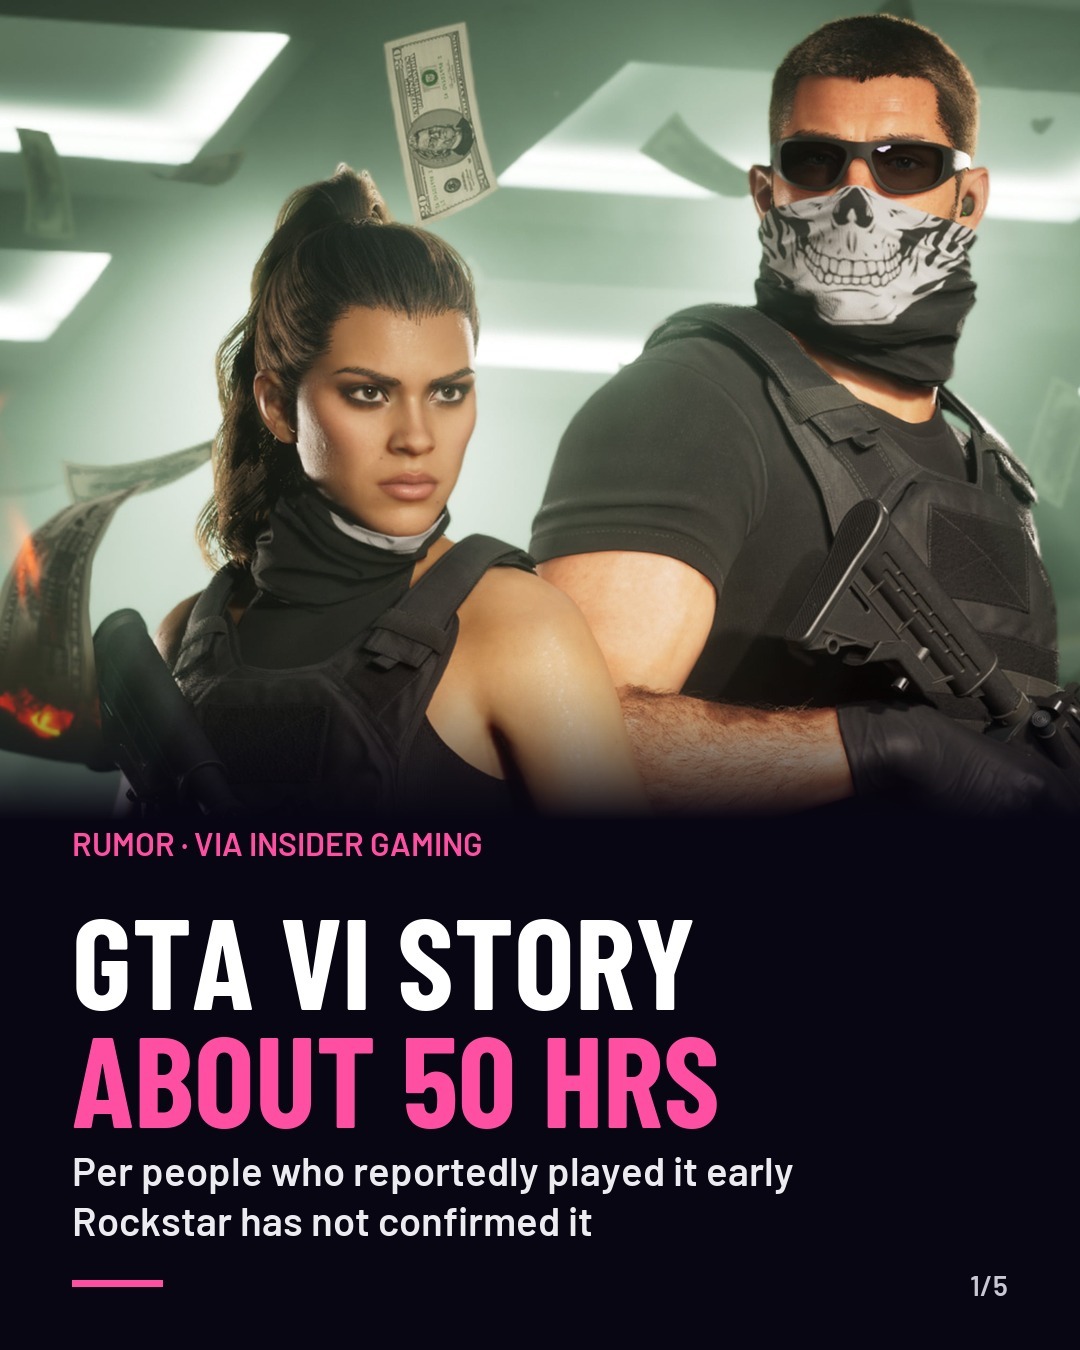 RUMOR · VIA INSIDER GAMING
GTA VI STORY
ABOUT 50 HRS
Per people who reportedly played it early
Rockstar has not confirmed it
1/5